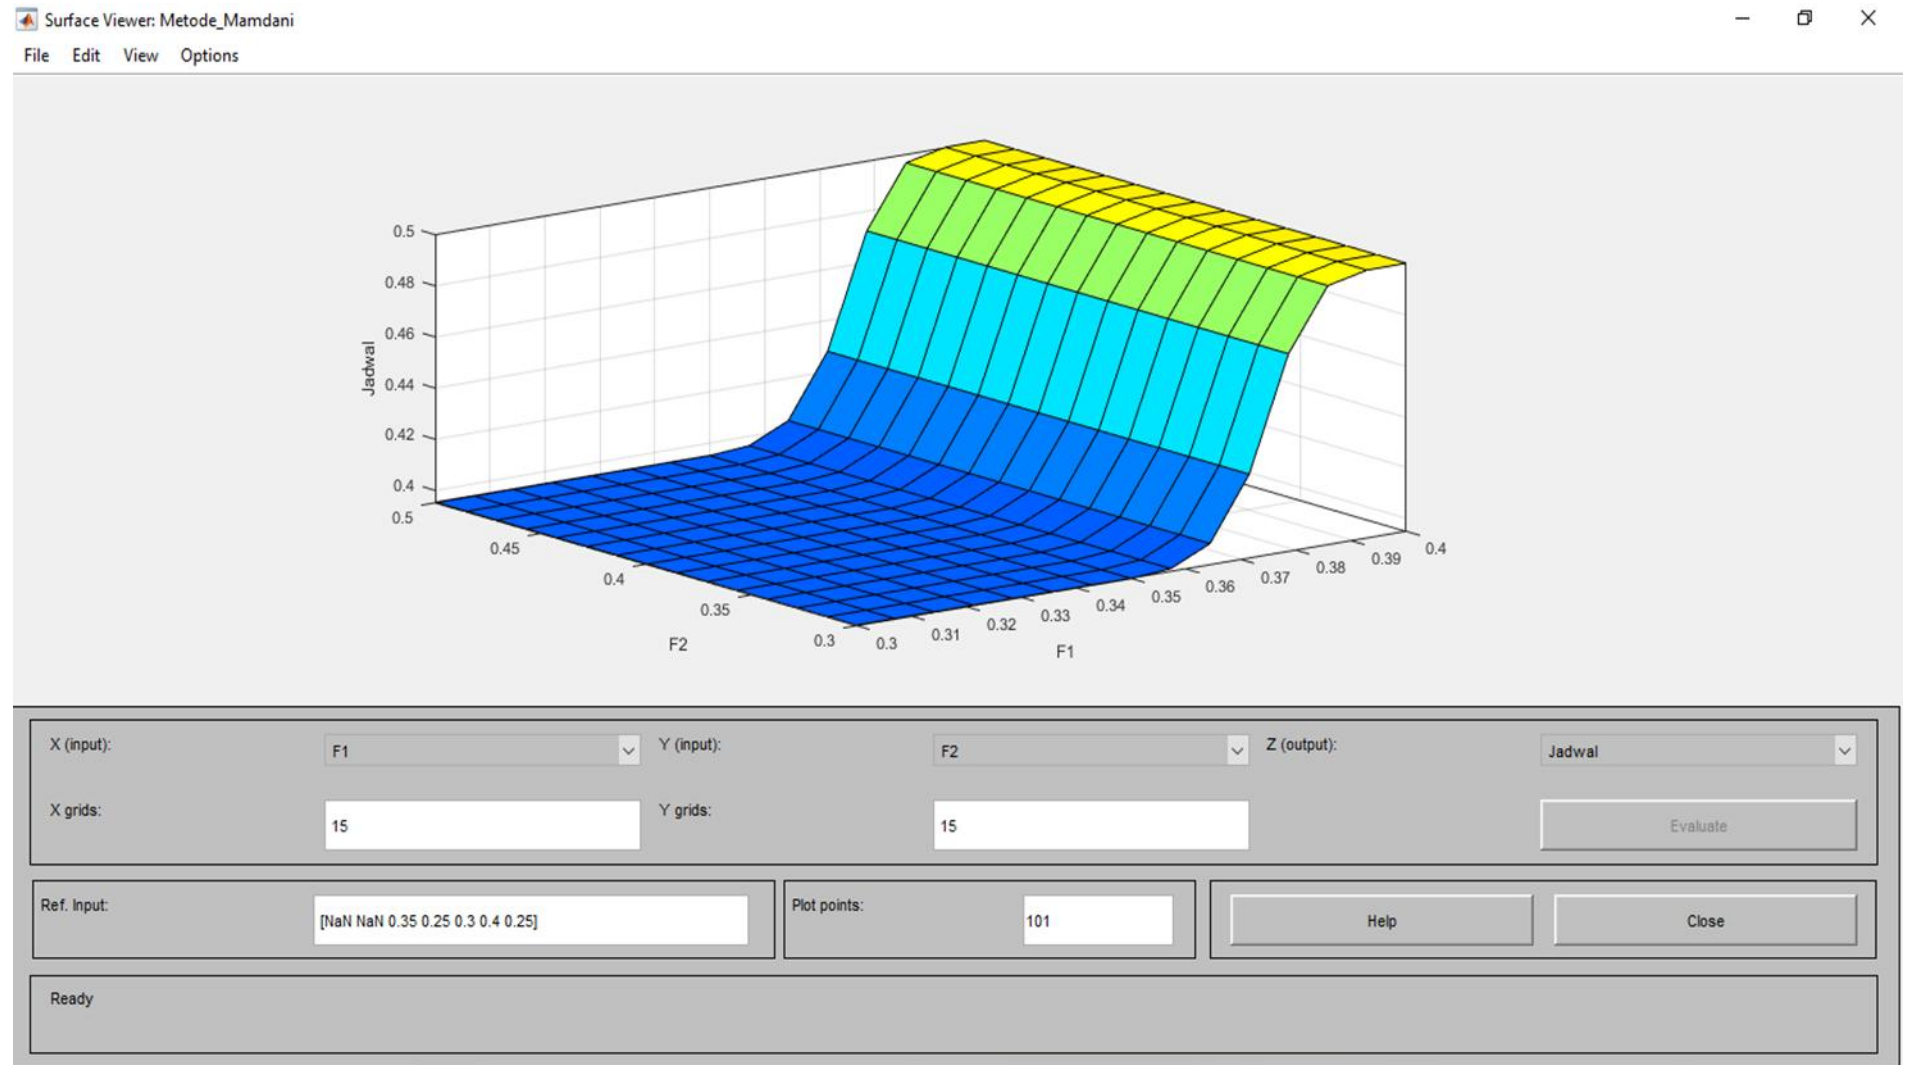 Surface Viewer: Metode_Mamdani
File Edit View Options
0.5
0.48
0.46
0.44
0.42
0.4
Jadwal
0.5
0.45
0.4
0.35
0.3
F2
0.3
0.31
0.32
0.33
0.34
0.35
0.36
0.37
0.38
0.39
0.4
F1
X (input): F1 Y (input): F2 Z (output): Jadwal
X grids: 15 Y grids: 15 Evaluate
Ref. Input: [NaN NaN 0.35 0.25 0.3 0.4 0.25] Plot points: 101 Help Close
Ready